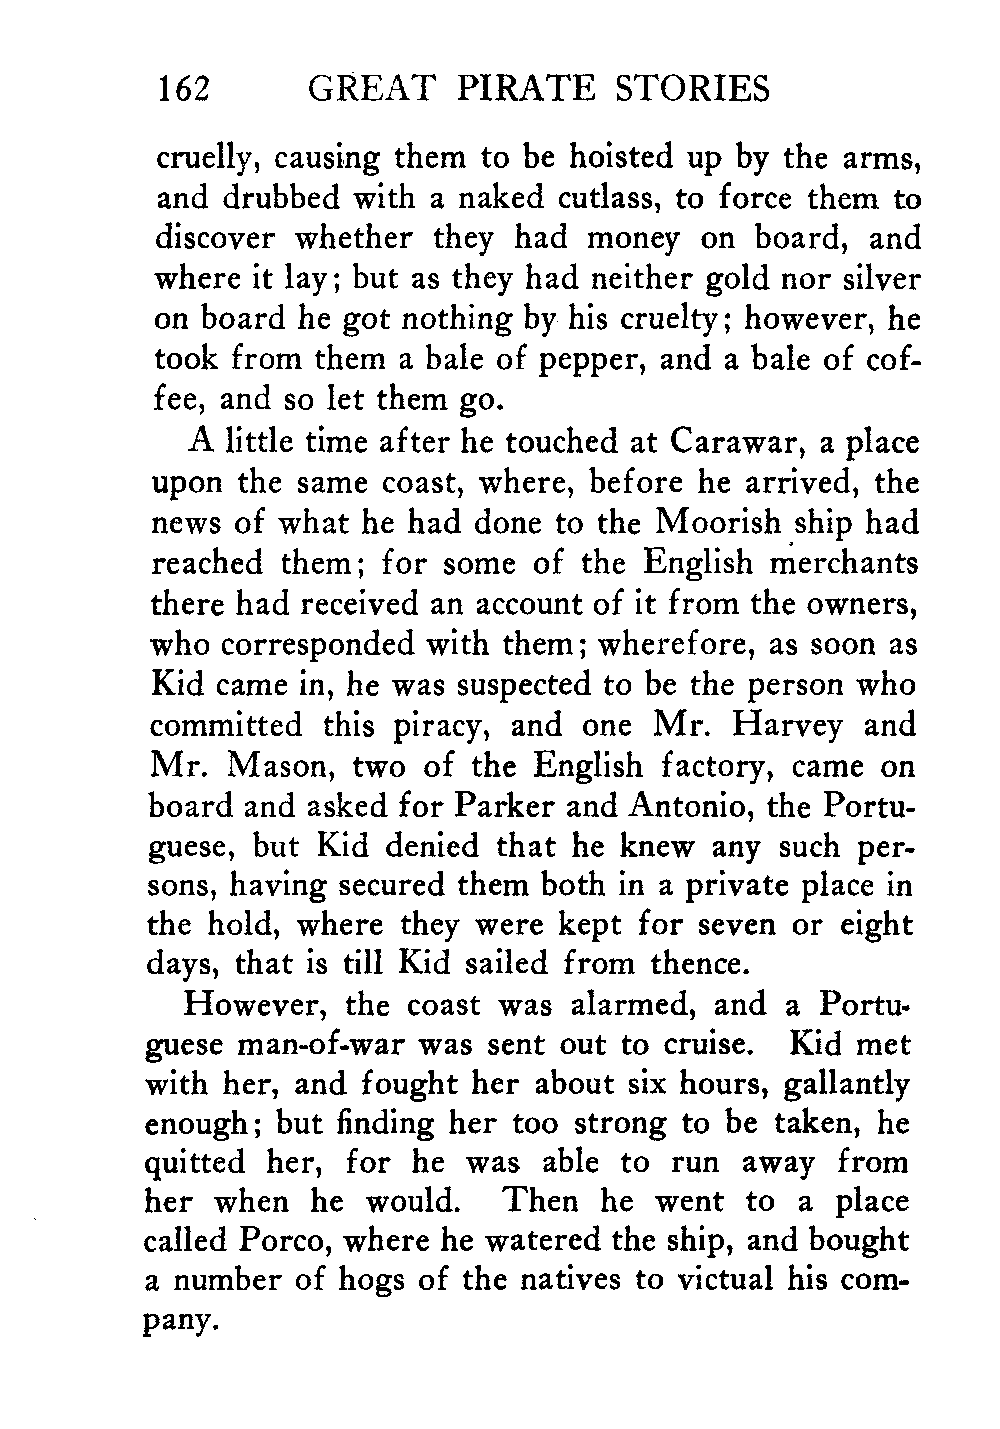 162 GREAT PIRATE STORIES
cruelly, causing them to be hoisted up by the arms,
and drubbed with a naked cutlass, to force them to
discover whether they had money on board, and
where it lay; but as they had neither gold nor silver
on board he got nothing by his cruelty; however, he
took from them a bale of pepper, and a bale of cof-
fee, and so let them go.
A little time after he touched at Carawar, a place
upon the same coast, where, before he arrived, the
news of what he had done to the Moorish ship had
reached them; for some of the English merchants
there had received an account of it from the owners,
who corresponded with them; wherefore, as soon as
Kid came in, he was suspected to be the person who
committed this piracy, and one Mr. Harvey and
Mr. Mason, two of the English factory, came on
board and asked for Parker and Antonio, the Portu-
guese, but Kid denied that he knew any such per-
sons, having secured them both in a private place in
the hold, where they were kept for seven or eight
days, that is till Kid sailed from thence.
However, the coast was alarmed, and a Portu-
guese man-of-war was sent out to cruise. Kid met
with her, and fought her about six hours, gallantly
enough; but finding her too strong to be taken, he
quitted her, for he was able to run away from
her when he would. Then he went to a place
called Porco, where he watered the ship, and bought
a number of hogs of the natives to victual his com-
pany.